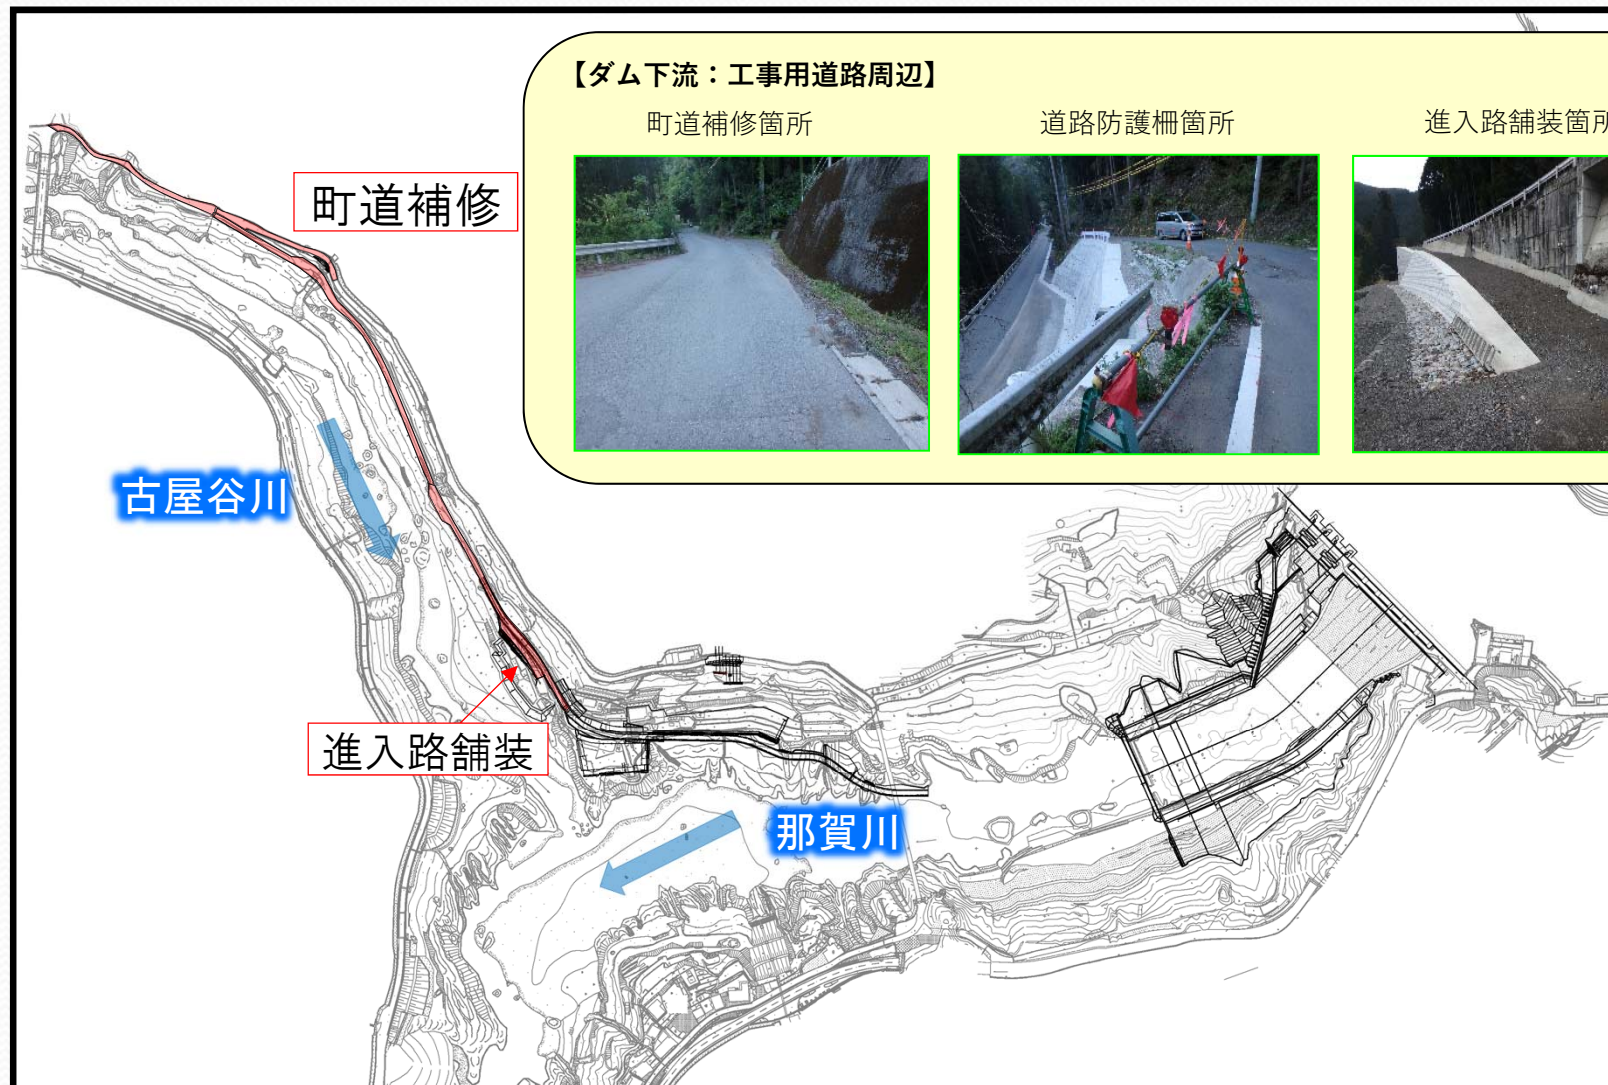 【ダム下流：工事用道路周辺】
町道補修箇所
道路防護柵箇所
進入路舗装箇所
町道補修
古屋谷川
進入路舗装
那賀川